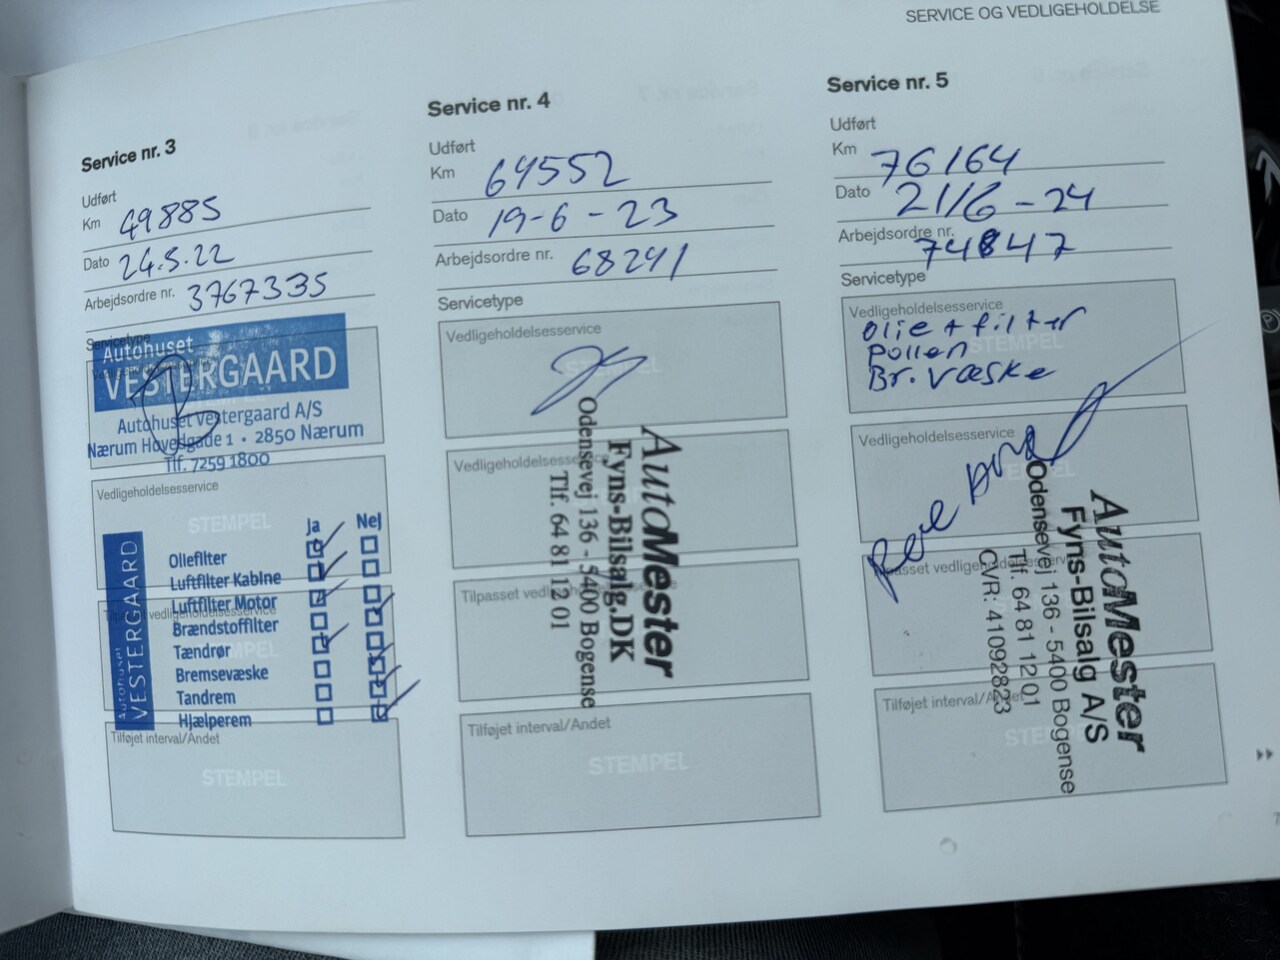 SERVICE OG VEDLIGEHOLDELSE
Service nr. 3
Udført
Km 49885
Dato 24.5.22
Arbejdsordre nr. 3767335
Servicetype
Autohuset
VESTERGAARD
Autohuset Vestergaard A/S
Nærum Hovedgade 1 • 2850 Nærum
Tlf. 7259 1800
Vedligeholdelsesservice
STEMPEL
Ja Nej
Oliefilter
Luftfilter Kabine
Luftfilter Motor
Tilpasset vedligeholdelsesservice
Brændstoffilter
Tændrør
Bremsevæske
Tandrem
Hjælperem
Autohuset
VESTERGAARD
Tilføjet interval/Andet
STEMPEL
Service nr. 4
Udført
Km 64552
Dato 19-6-23
Arbejdsordre nr. 68241
Servicetype
Vedligeholdelsesservice
STEMPEL
Vedligeholdelsesservice
Tilpasset vedligeholdelsesservice
AutoMester
Fyns-Bilsalg.DK
Odensevej 136 - 5400 Bogense
Tlf. 64 81 12 01
Tilføjet interval/Andet
STEMPEL
Service nr. 5
Udført
Km 76164
Dato 21/6-24
Arbejdsordre nr. 74847
Servicetype
Vedligeholdelsesservice
STEMPEL
Olie + filter
Pollen
Br.væske
Vedligeholdelsesservice
Tilpasset vedligeholdelsesservice
AutoMester
Fyns-Bilsalg A/S
Odensevej 136 - 5400 Bogense
Tlf. 64 81 12 01
CVR: 41092823
Tilføjet interval/Andet